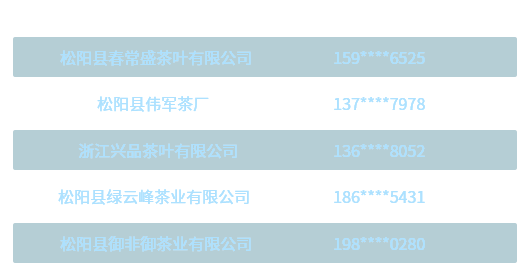 松阳县春常盛茶叶有限公司 159****6525
松阳县伟军茶厂 137****7978
浙江兴品茶叶有限公司 136****8052
松阳县绿云峰茶业有限公司 186****5431
松阳县御非御茶业有限公司 198****0280